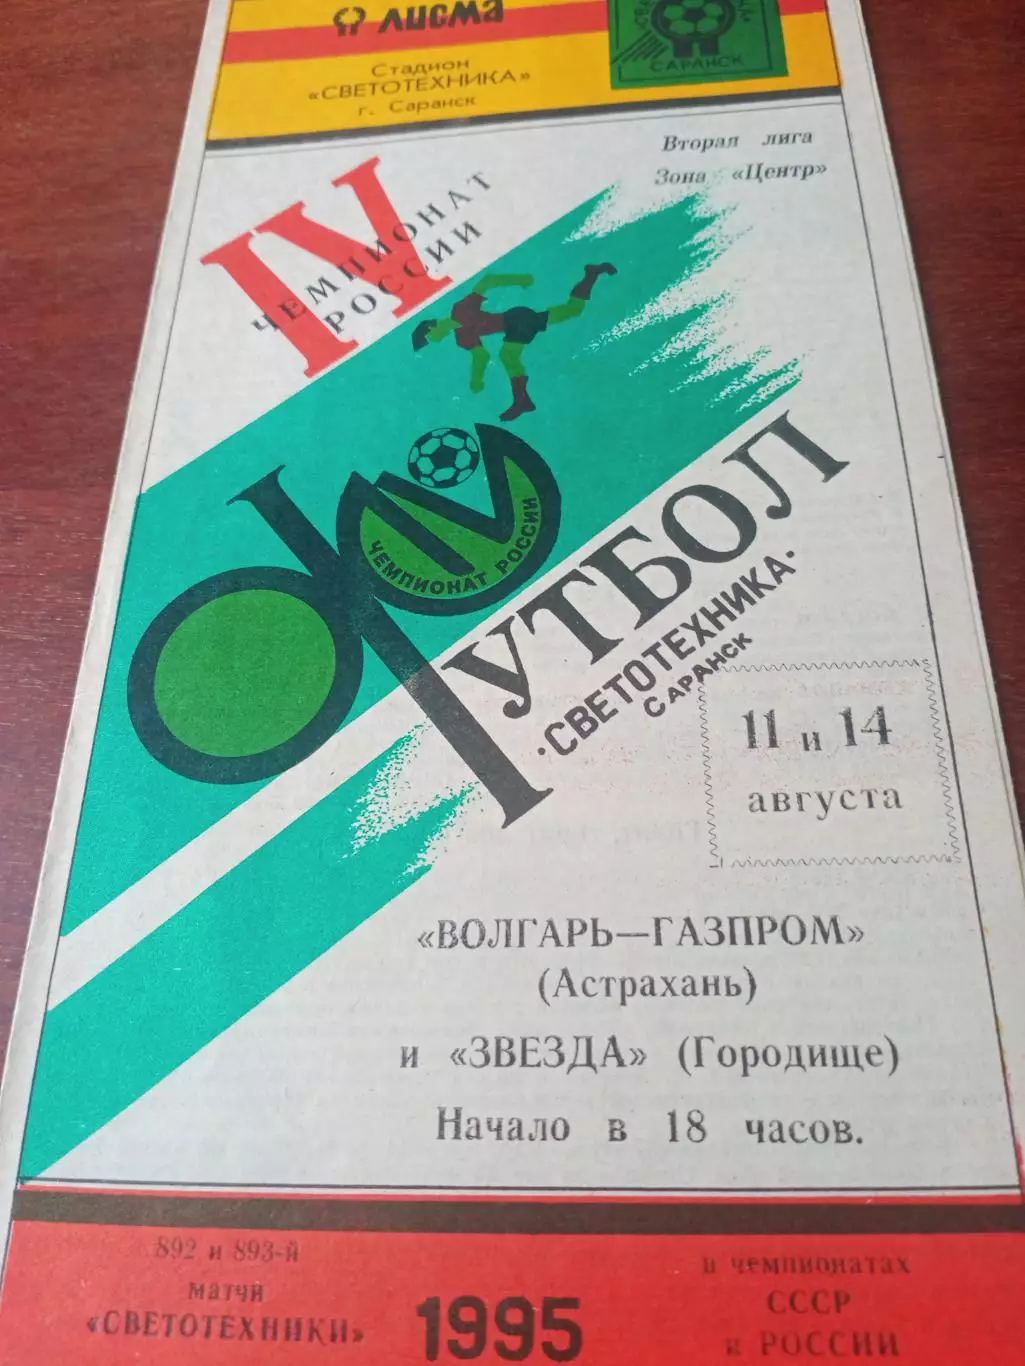 ЛИСМА
Стадион
«СВЕТОТЕХНИКА»
г. Саранск
САРАНСК
Вторая лига
Зона «Центр»
IV
ЧЕМПИОНАТ
РОССИИ
ЧЕМПИОНАТ РОССИИ
ФУТБОЛ
·СВЕТОТЕХНИКА·
САРАНСК
11 и 14
августа
«ВОЛГАРЬ—ГАЗПРОМ»
(Астрахань)
и «ЗВЕЗДА» (Городище)
Начало в 18 часов.
892 и 893-й
матчи
«СВЕТОТЕХНИКИ»
1995
в чемпионатах
СССР
и РОССИИ